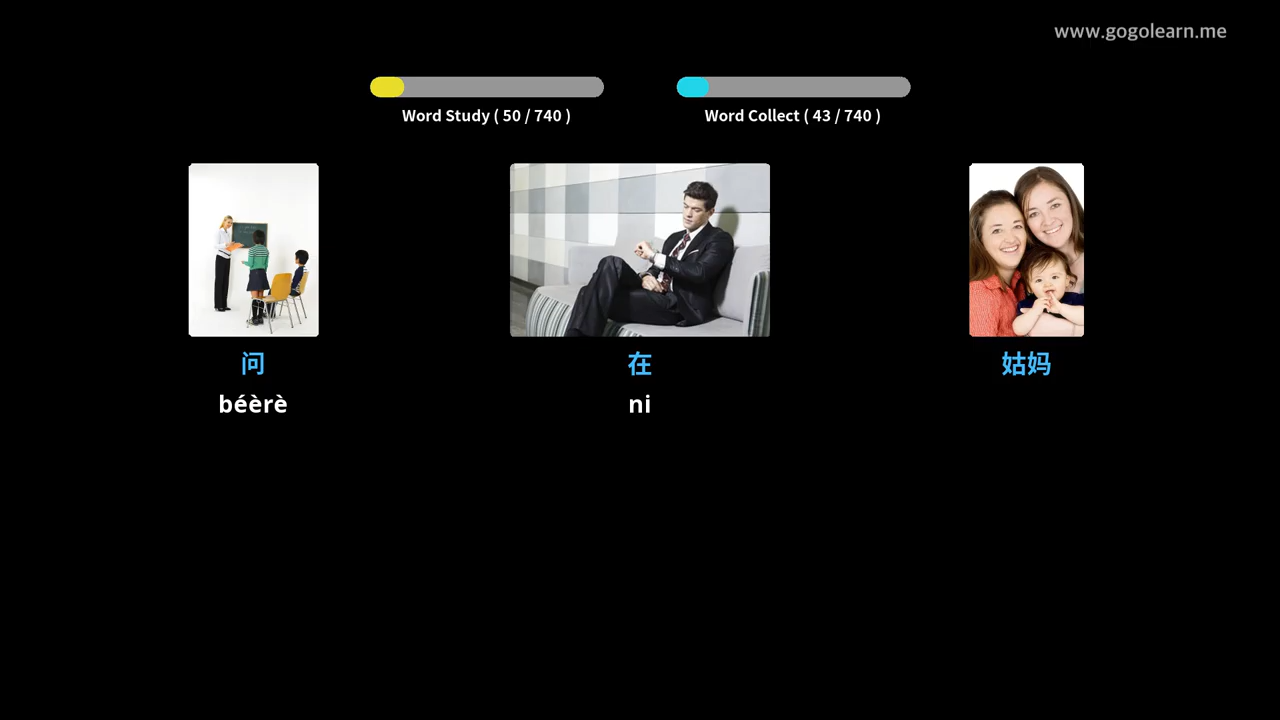 www.gogolearn.me
Word Study ( 50 / 740 )
Word Collect ( 43 / 740 )
问
在
姑妈
béèrè
ni